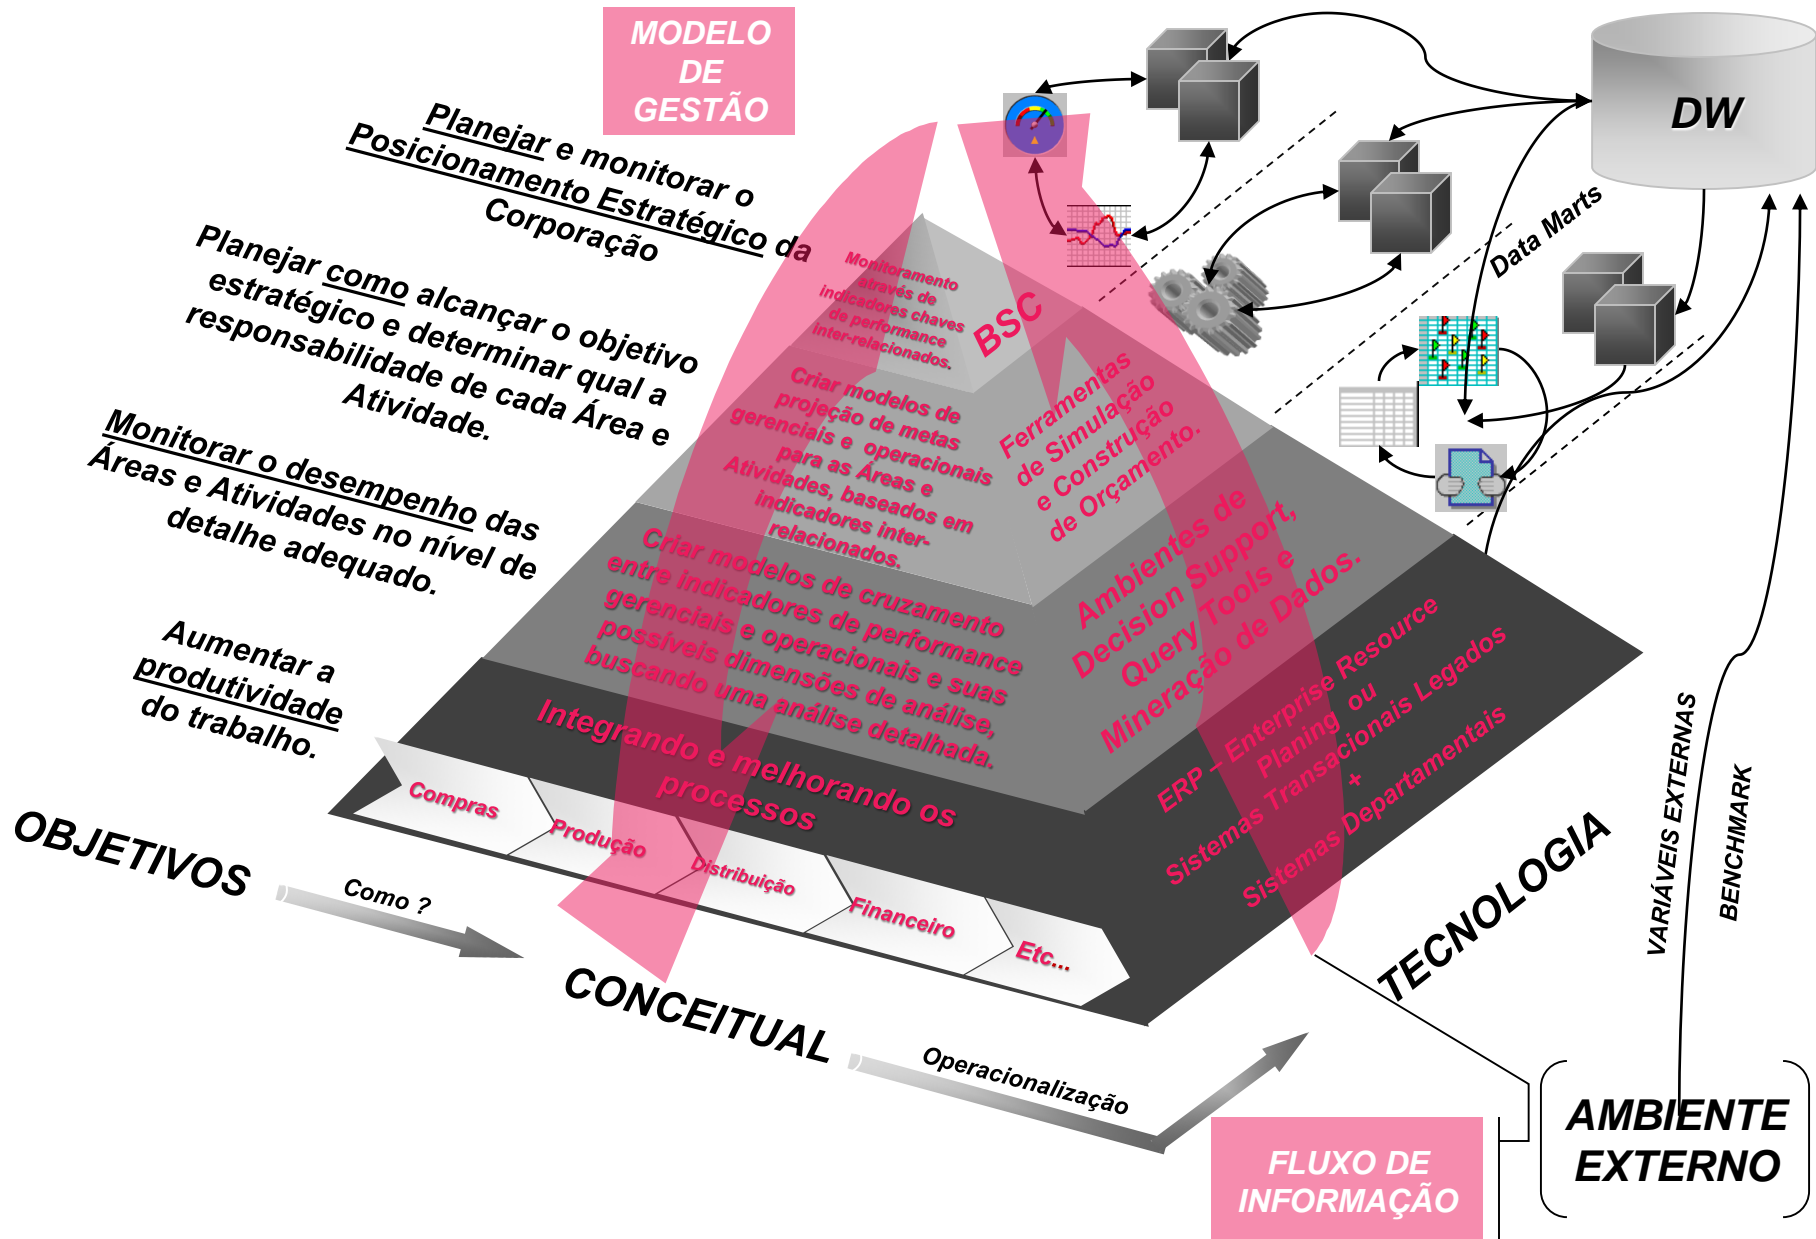 MODELO
DE
GESTÃO
Planejar e monitorar o
Posicionamento Estratégico da
Corporação
Planejar como alcançar o objetivo
estratégico e determinar qual a
responsabilidade de cada Área e
Atividade.
Monitorar o desempenho das
Áreas e Atividades no nível de
detalhe adequado.
Aumentar a
produtividade
do trabalho.
OBJETIVOS
Como ?
CONCEITUAL
Operacionalização
TECNOLOGIA
Monitoramento
através de
indicadores chaves
de performance
inter-relacionados.
BSC
Criar modelos de
projeção de metas
gerenciais e operacionais
para as Áreas e
Atividades, baseados em
indicadores inter-
relacionados.
Ferramentas
de Simulação
e Construção
de Orçamento.
Criar modelos de cruzamento
entre indicadores de performance
gerenciais e operacionais e suas
possíveis dimensões de análise,
buscando uma análise detalhada.
Ambientes de
Decision Support,
Query Tools e
Mineração de Dados.
Integrando e melhorando os
processos
ERP – Enterprise Resource
Planing ou
Sistemas Transacionais Legados
+
Sistemas Departamentais
Compras
Produção
Distribuição
Financeiro
Etc...
DW
Data Marts
VARIÁVEIS EXTERNAS
BENCHMARK
AMBIENTE
EXTERNO
FLUXO DE
INFORMAÇÃO